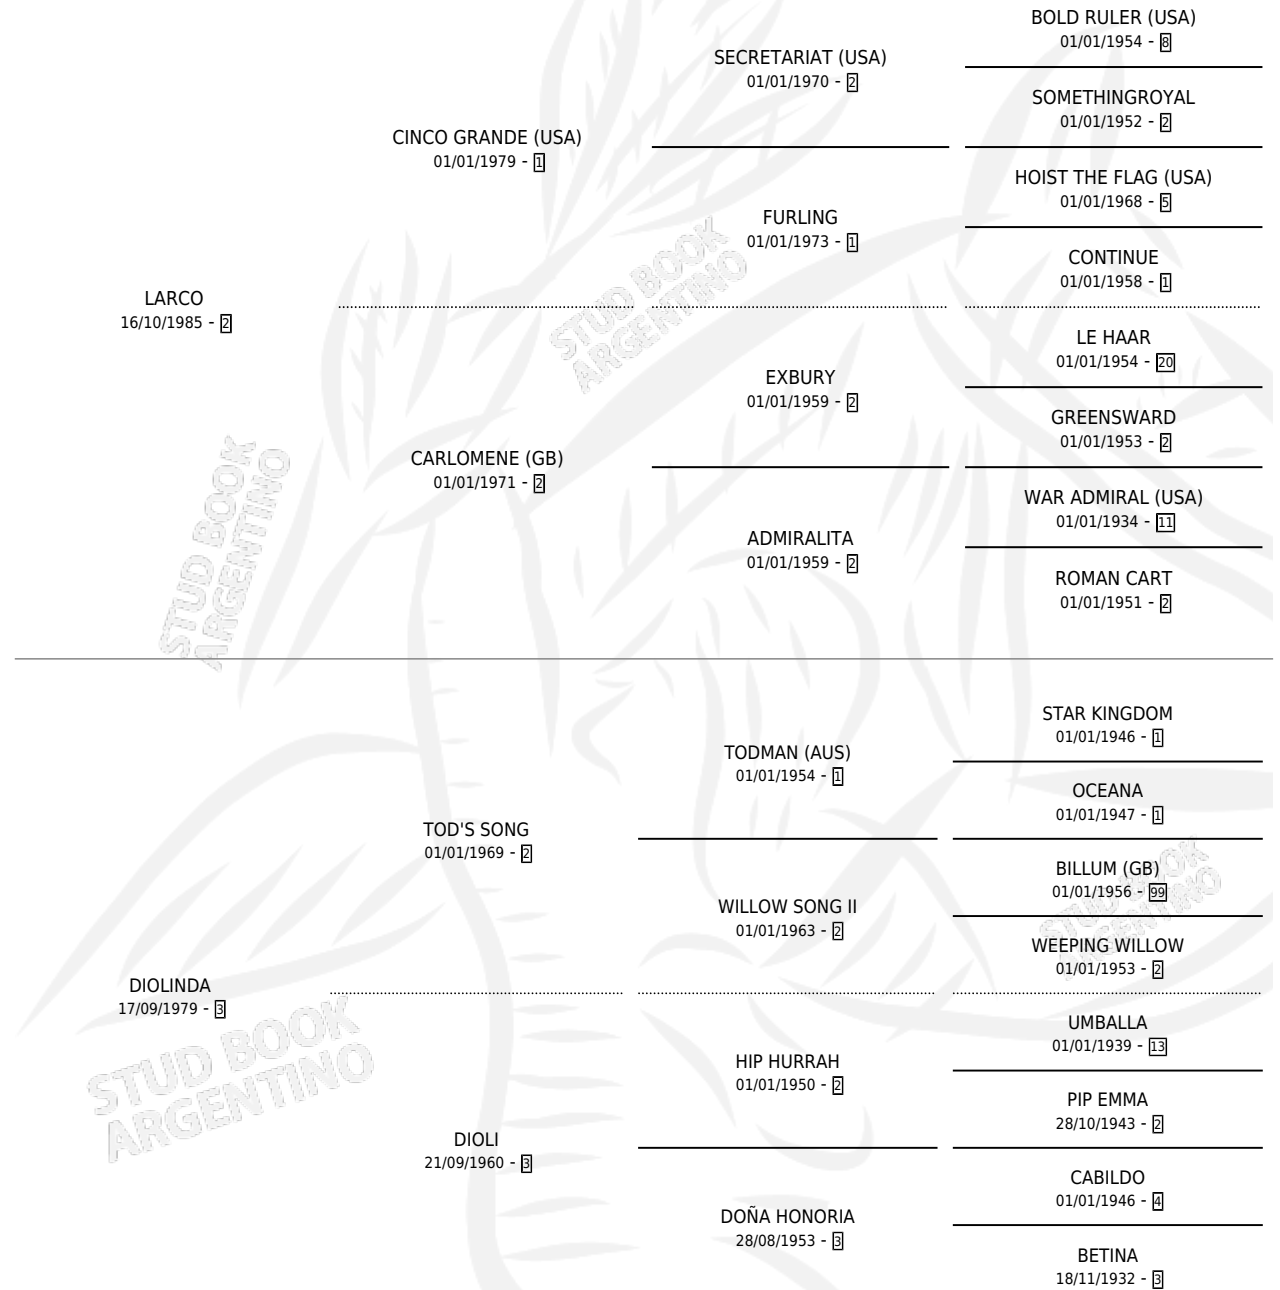 BOLD RULER (USA)
01/01/1954 - 8
SECRETARIAT (USA)
01/01/1970 - 2
SOMETHINGROYAL
01/01/1952 - 2
CINCO GRANDE (USA)
01/01/1979 - 1
HOIST THE FLAG (USA)
01/01/1968 - 5
FURLING
01/01/1973 - 1
CONTINUE
01/01/1958 - 1
LARCO
16/10/1985 - 2
LE HAAR
01/01/1954 - 20
EXBURY
01/01/1959 - 2
GREENSWARD
01/01/1953 - 2
CARLOMENE (GB)
01/01/1971 - 2
WAR ADMIRAL (USA)
01/01/1934 - 11
ADMIRALITA
01/01/1959 - 2
ROMAN CART
01/01/1951 - 2
STUD BOOK
ARGENTINO
STUD BOOK
ARGENTINO
STAR KINGDOM
01/01/1946 - 1
TODMAN (AUS)
01/01/1954 - 1
OCEANA
01/01/1947 - 1
TOD'S SONG
01/01/1969 - 2
BILLUM (GB)
01/01/1956 - 99
WILLOW SONG II
01/01/1963 - 2
WEEPING WILLOW
01/01/1953 - 2
STUD BOOK
ARGENTINO
DIOLINDA
17/09/1979 - 3
UMBALLA
01/01/1939 - 13
HIP HURRAH
01/01/1950 - 2
PIP EMMA
28/10/1943 - 2
DIOLI
21/09/1960 - 3
CABILDO
01/01/1946 - 4
DOÑA HONORIA
28/08/1953 - 3
BETINA
18/11/1932 - 3
STUD BOOK
ARGENTINO